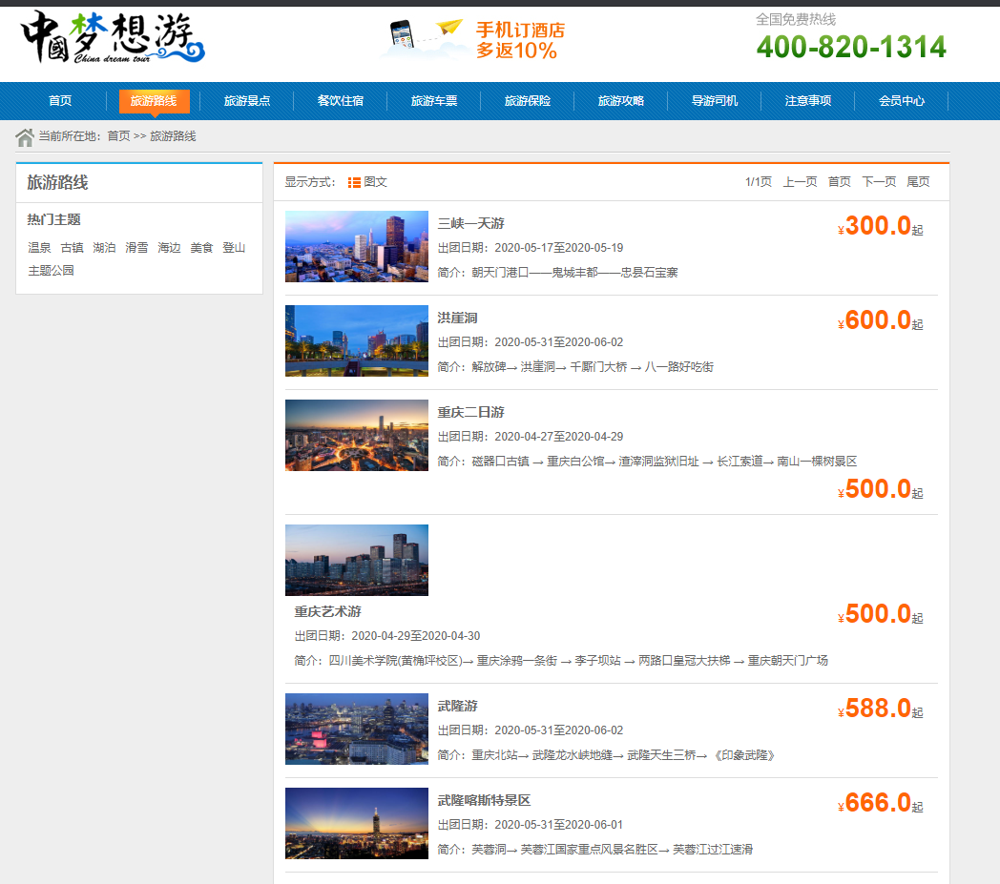 中國梦想游
China dream tour
手机订酒店
多返10%
全国免费热线
400-820-1314
首页 旅游路线 旅游景点 餐饮住宿 旅游车票 旅游保险 旅游攻略 导游司机 注意事项 会员中心
当前所在地：首页 >> 旅游路线
旅游路线
热门主题
温泉 古镇 湖泊 滑雪 海边 美食 登山
主题公园
显示方式： 图文 1/1页 上一页 首页 下一页 尾页
三峡一天游
¥300.0起
出团日期：2020-05-17至2020-05-19
简介：朝天门港口——鬼城丰都——忠县石宝寨
洪崖洞
¥600.0起
出团日期：2020-05-31至2020-06-02
简介：解放碑→ 洪崖洞→ 千厮门大桥 → 八一路好吃街
重庆二日游
出团日期：2020-04-27至2020-04-29
简介：磁器口古镇 → 重庆白公馆→ 渣滓洞监狱旧址 → 长江索道→ 南山一棵树景区
¥500.0起
重庆艺术游
¥500.0起
出团日期：2020-04-29至2020-04-30
简介：四川美术学院(黄桷坪校区)→ 重庆涂鸦一条街 → 李子坝站 → 两路口皇冠大扶梯 → 重庆朝天门广场
武隆游
¥588.0起
出团日期：2020-05-31至2020-06-02
简介：重庆北站→ 武隆龙水峡地缝→ 武隆天生三桥→ 《印象武隆》
武隆喀斯特景区
¥666.0起
出团日期：2020-05-31至2020-06-01
简介：芙蓉洞→ 芙蓉江国家重点风景名胜区→ 芙蓉江过江速滑